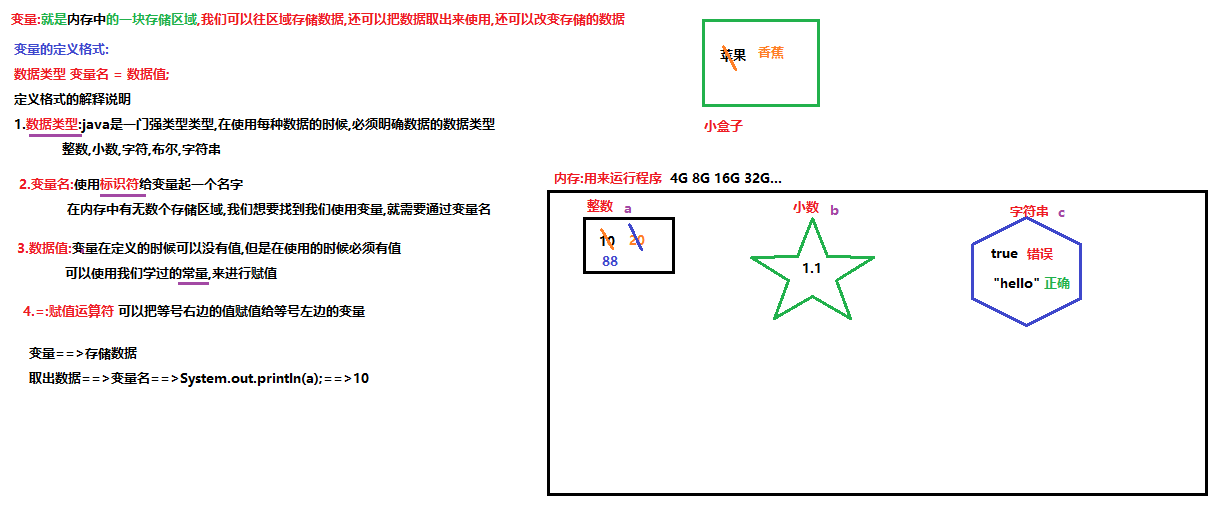 变量:就是内存中的一块存储区域,我们可以往区域存储数据,还可以把数据取出来使用,还可以改变存储的数据
变量的定义格式:
数据类型 变量名 = 数据值;
定义格式的解释说明
1.数据类型:java是一门强类型类型,在使用每种数据的时候,必须明确数据的数据类型
整数,小数,字符,布尔,字符串
2.变量名:使用标识符给变量起一个名字
在内存中有无数个存储区域,我们想要找到我们使用变量,就需要通过变量名
3.数据值:变量在定义的时候可以没有值,但是在使用的时候必须有值
可以使用我们学过的常量,来进行赋值
4.=:赋值运算符 可以把等号右边的值赋值给等号左边的变量
变量==>存储数据
取出数据==>变量名==>System.out.println(a);==>10
苹果 香蕉
小盒子
内存:用来运行程序 4G 8G 16G 32G...
整数 a
10 20
88
小数 b
1.1
字符串 c
true 错误
"hello" 正确